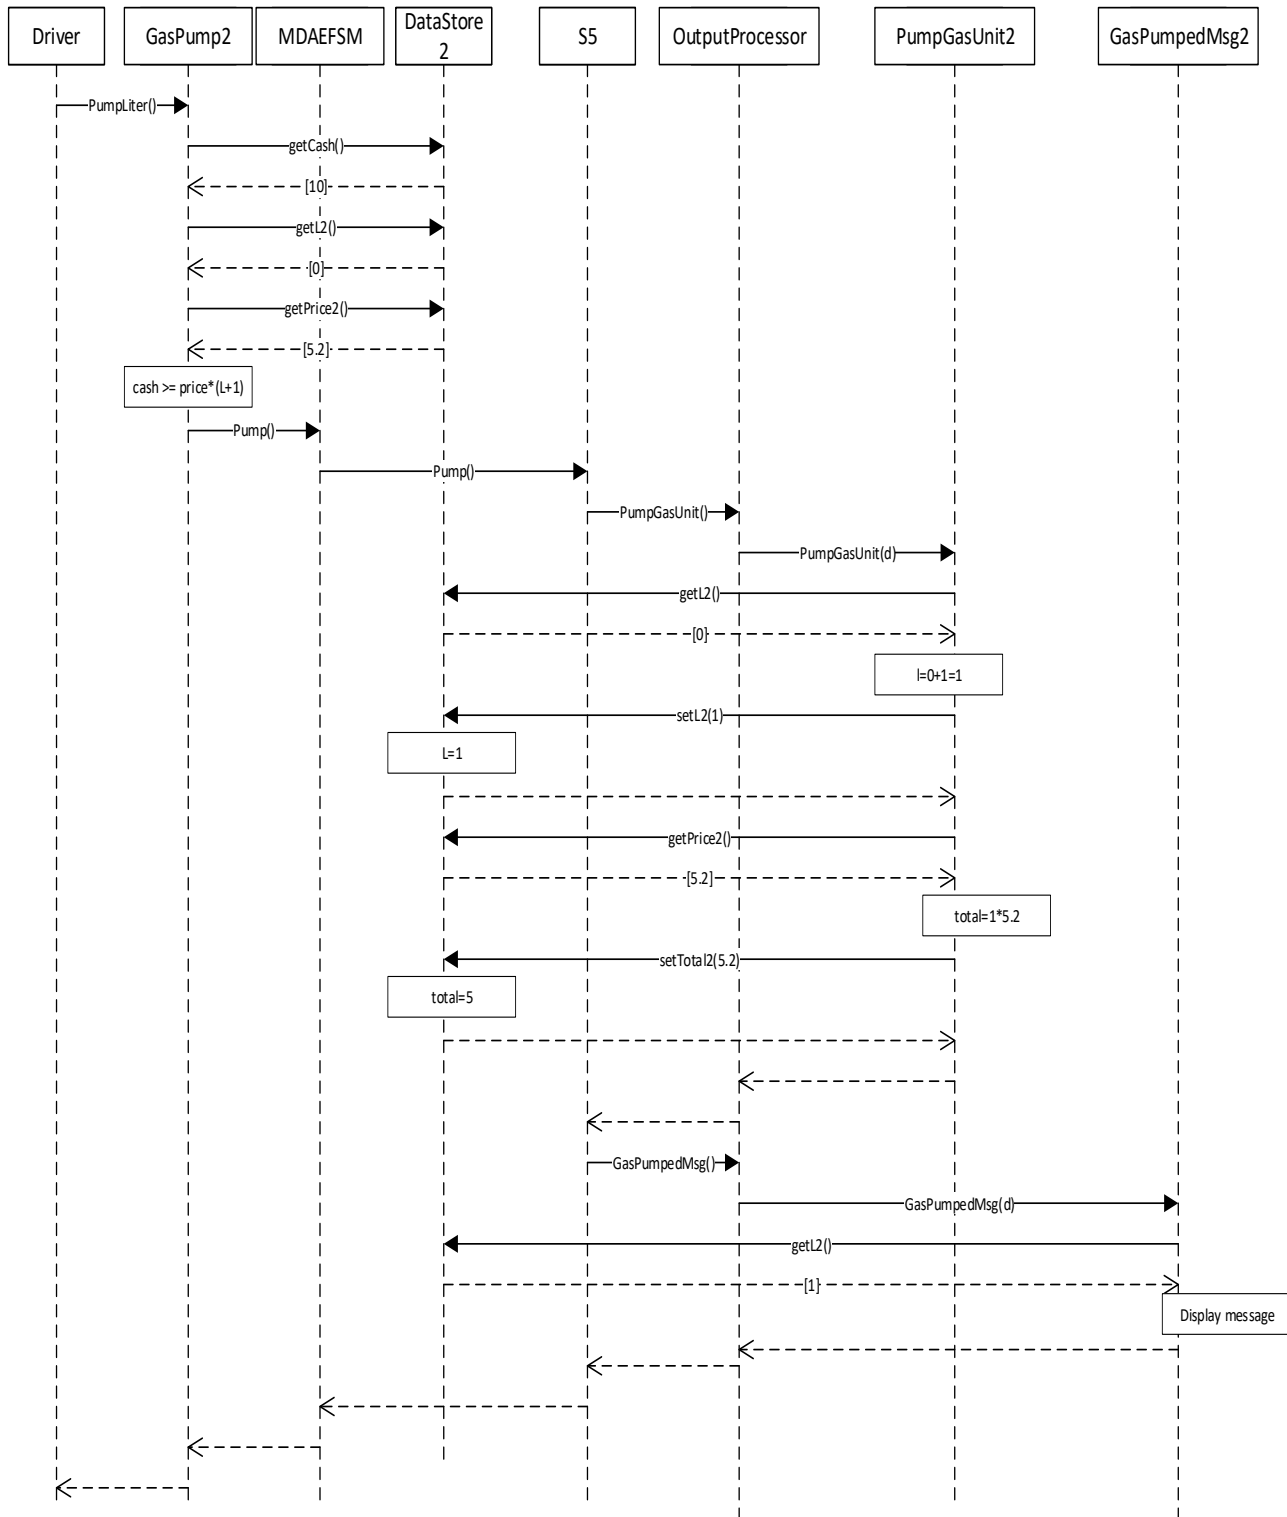 Driver
GasPump2
MDAEFSM
DataStore
2
S5
OutputProcessor
PumpGasUnit2
GasPumpedMsg2
PumpLiter()
getCash()
[10]
getL2()
[0]
getPrice2()
[5.2]
cash >= price*(L+1)
Pump()
Pump()
PumpGasUnit()
PumpGasUnit(d)
getL2()
[0]
l=0+1=1
setL2(1)
L=1
getPrice2()
[5.2]
total=1*5.2
setTotal2(5.2)
total=5
GasPumpedMsg()
GasPumpedMsg(d)
getL2()
[1]
Display message